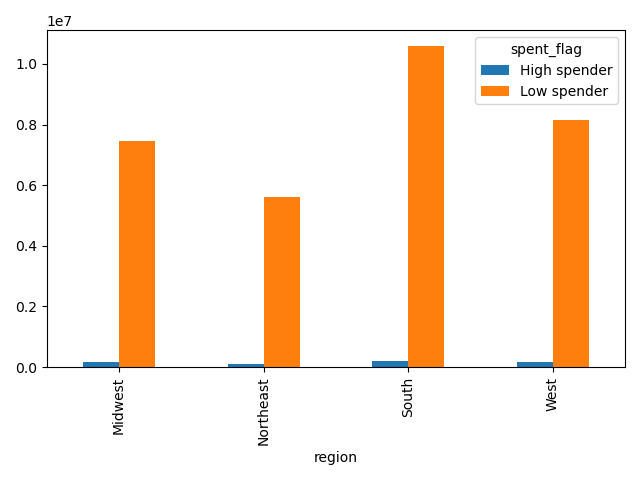 1e7
spent_flag
High spender
Low spender
1.0
0.8
0.6
0.4
0.2
0.0
Midwest
Northeast
South
West
region